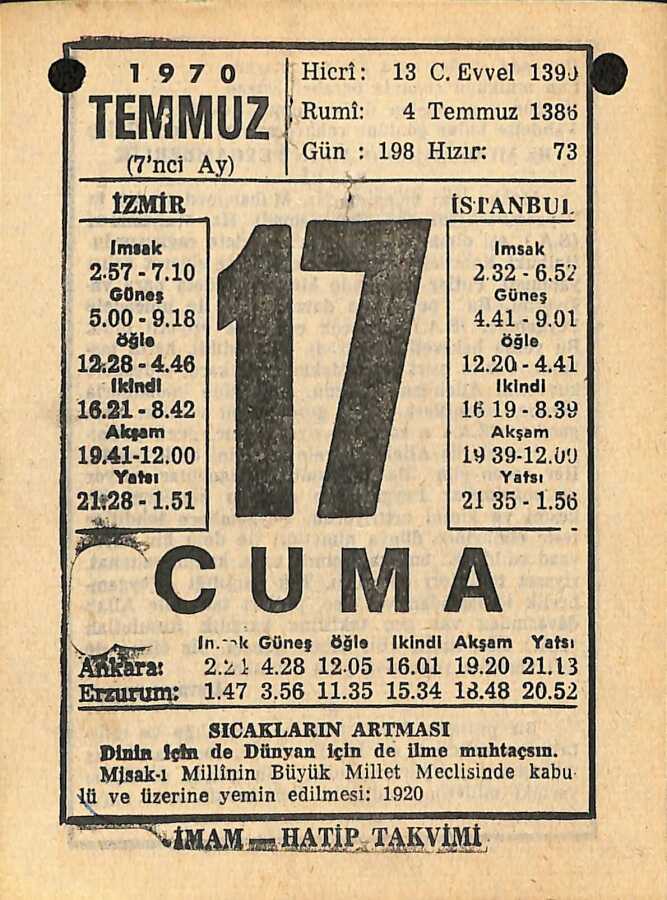 1970
TEMMUZ
(7'nci Ay)
Hicrî: 13 C. Evvel 1390
Rumî: 4 Temmuz 1386
Gün : 198 Hızır: 73
İZMİR
İmsak
2.57 - 7.10
Güneş
5.00 - 9.18
Öğle
12.28 - 4.46
İkindi
16.21 - 8.42
Akşam
19.41-12.00
Yatsı
21.28 - 1.51
17
İSTANBUL
İmsak
2.32 - 6.52
Güneş
4.41 - 9.01
Öğle
12.20 - 4.41
İkindi
16 19 - 8.39
Akşam
19 39-12.00
Yatsı
21 35 - 1.56
CUMA
Güneş Öğle İkindi Akşam Yatsı
Ankara: 4.28 12.05 16.01 19.20 21.13
Erzurum: 1.47 3.56 11.35 15.34 18.48 20.52
SICAKLARIN ARTMASI
Dinin için de Dünyan için de ilme muhtaçsın.
Misak-ı Millînin Büyük Millet Meclisinde kabu-
lü ve üzerine yemin edilmesi: 1920
İMAM — HATİP TAKVİMİ